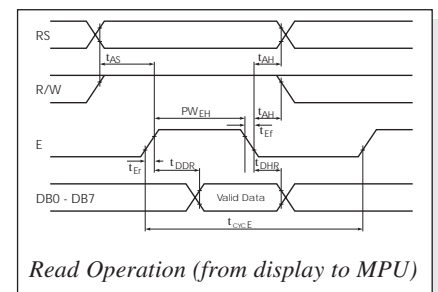 RS
tAS
tAH
R/W
PWEH
tAH
tEf
E
tEr
tDDR
tDHR
DB0 - DB7
Valid Data
tCYCE
Read Operation (from display to MPU)